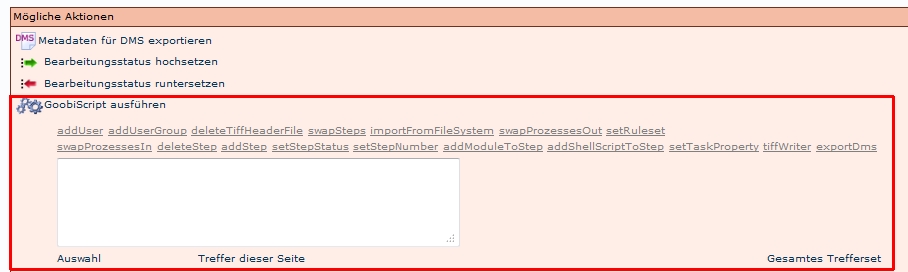 Mögliche Aktionen
DMS Metadaten für DMS exportieren
Bearbeitungsstatus hochsetzen
Bearbeitungsstatus runtersetzen
GoobiScript ausführen
addUser addUserGroup deleteTiffHeaderFile swapSteps importFromFileSystem swapProzessesOut setRuleset
swapProzessesIn deleteStep addStep setStepStatus setStepNumber addModuleToStep addShellScriptToStep setTaskProperty tiffWriter exportDms
Auswahl Treffer dieser Seite Gesamtes Trefferset